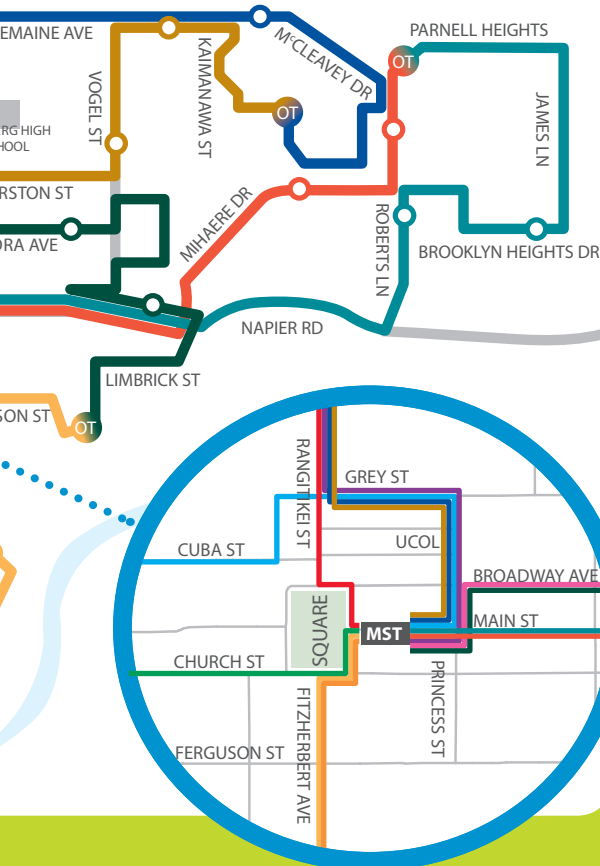 EMAINE AVE
PARNELL HEIGHTS
McCLEAVEY DR
KAIMANAWA ST
VOGEL ST
OT
OT
JAMES LN
RG HIGH
HOOL
RSTON ST
MIHAERE DR
ROBERTS LN
ORA AVE
BROOKLYN HEIGHTS DR
NAPIER RD
LIMBRICK ST
SON ST
OT
RANGITIKEI ST
GREY ST
CUBA ST
UCOL
BROADWAY AVE
SQUARE
MST
MAIN ST
CHURCH ST
PRINCESS ST
FITZHERBERT AVE
FERGUSON ST